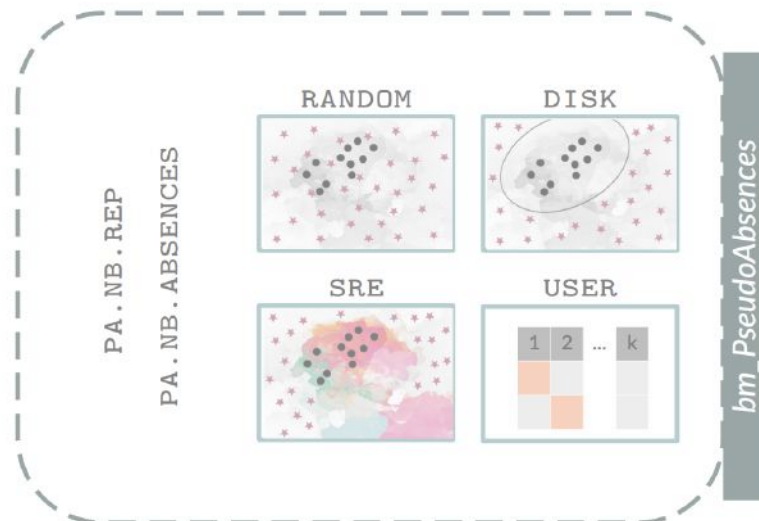 PA.NB.REP
PA.NB.ABSENCES
RANDOM
DISK
SRE
USER
1 2 ... k
bm_PseudoAbsences